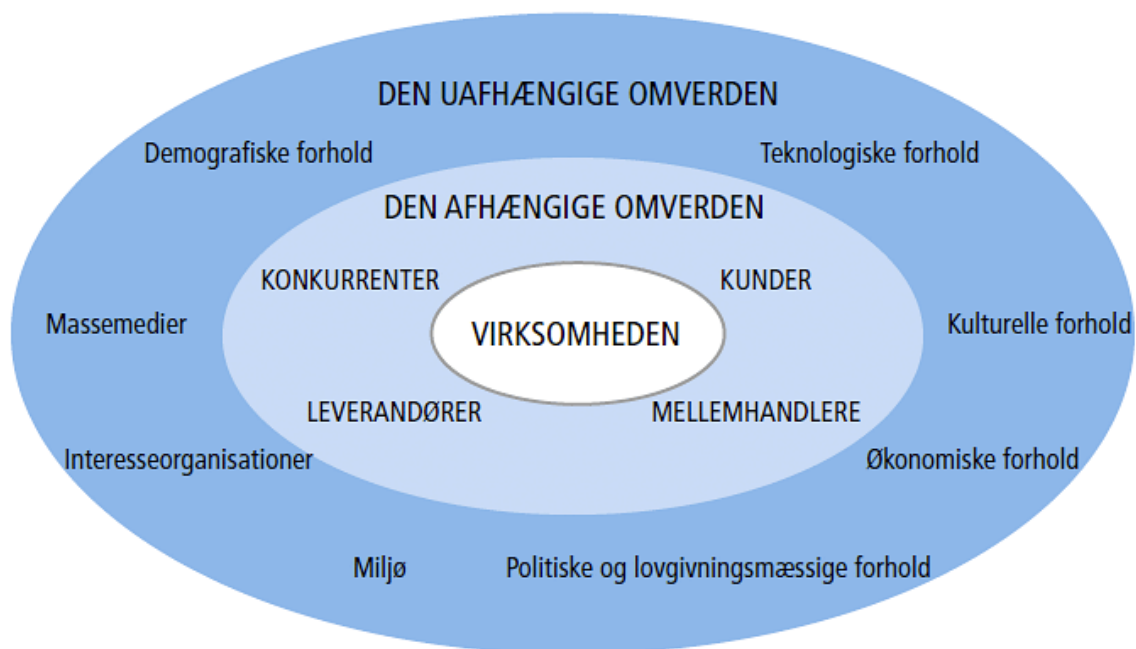 DEN UAFHÆNGIGE OMVERDEN
Demografiske forhold
Teknologiske forhold
DEN AFHÆNGIGE OMVERDEN
KONKURRENTER
KUNDER
Massemedier
VIRKSOMHEDEN
Kulturelle forhold
LEVERANDØRER
MELLEMHANDLERE
Interesseorganisationer
Økonomiske forhold
Miljø
Politiske og lovgivningsmæssige forhold